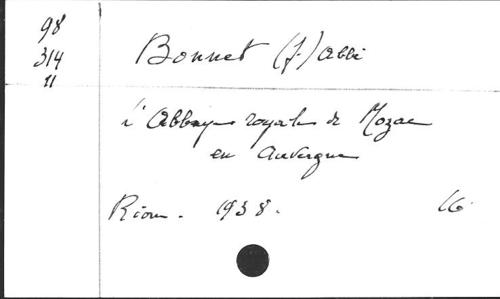 98
314
11
Bonnet (J.) abbé
L'Abbaye royale de Mozac
en Auvergne
Riom. 1938. 16